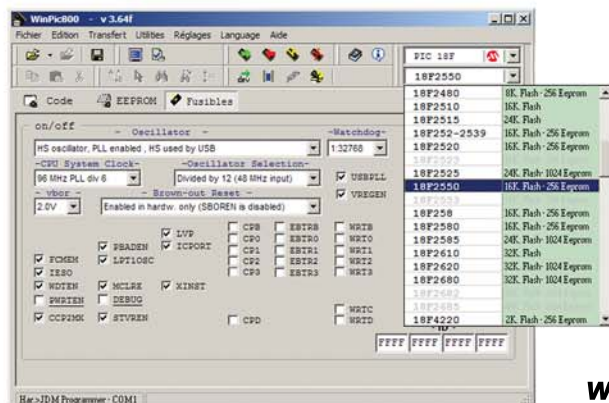 WinPic800 - v 3.64f
Fichier Edition Transfert Utilities Réglages Language Aide
PIC 18F
18F2550
Code EEPROM Fusibles
on/off
- Oscillator -
-Watchdog-
HS oscillator, PLL enabled , HS used by USB
1:32768
-CPU System Clock-
-Oscillator Selection-
96 MHz PLL div 6
Divided by 12 (48 MHz input)
USBPLL
- vbor -
- Brown-out Reset -
VREGEN
2.0V
Enabled in hardw. only (SBOREN is disabled)
LVP
CPB EBTRB WRTB
PBADEN ICPORT
CP0 EBTR0 WRT0
CP1 EBTR1 WRT1
FCMEM LPT1OSC
CP2 EBTR2 WRT2
IESO
CP3 EBTR3 WRT3
WDTEN MCLRE XINST
PWRTEN DEBUG
WRTC
CCP2MX STVREN
CPD
WRTD
- ID -
FFFF FFFF FFFF FFFF
18F2480 8K. Flash - 256 Eeprom
18F2510 16K. Flash
18F2515 24K. Flash
18F252-2539 16K. Flash - 256 Eeprom
18F2520 16K. Flash - 256 Eeprom
18F2523
18F2525 24K. Flash- 1024 Eeprom
18F2550 16K. Flash - 256 Eeprom
18F2553
18F258 16K. Flash - 256 Eeprom
18F2580 16K. Flash - 256 Eeprom
18F2585 24K. Flash- 1024 Eeprom
18F2610 32K. Flash
18F2620 32K. Flash- 1024 Eeprom
18F2680 32K. Flash- 1024 Eeprom
18F2682
18F2685
18F4220 2K. Flash - 256 Eeprom
Har>JDM Programmer - COM1
w